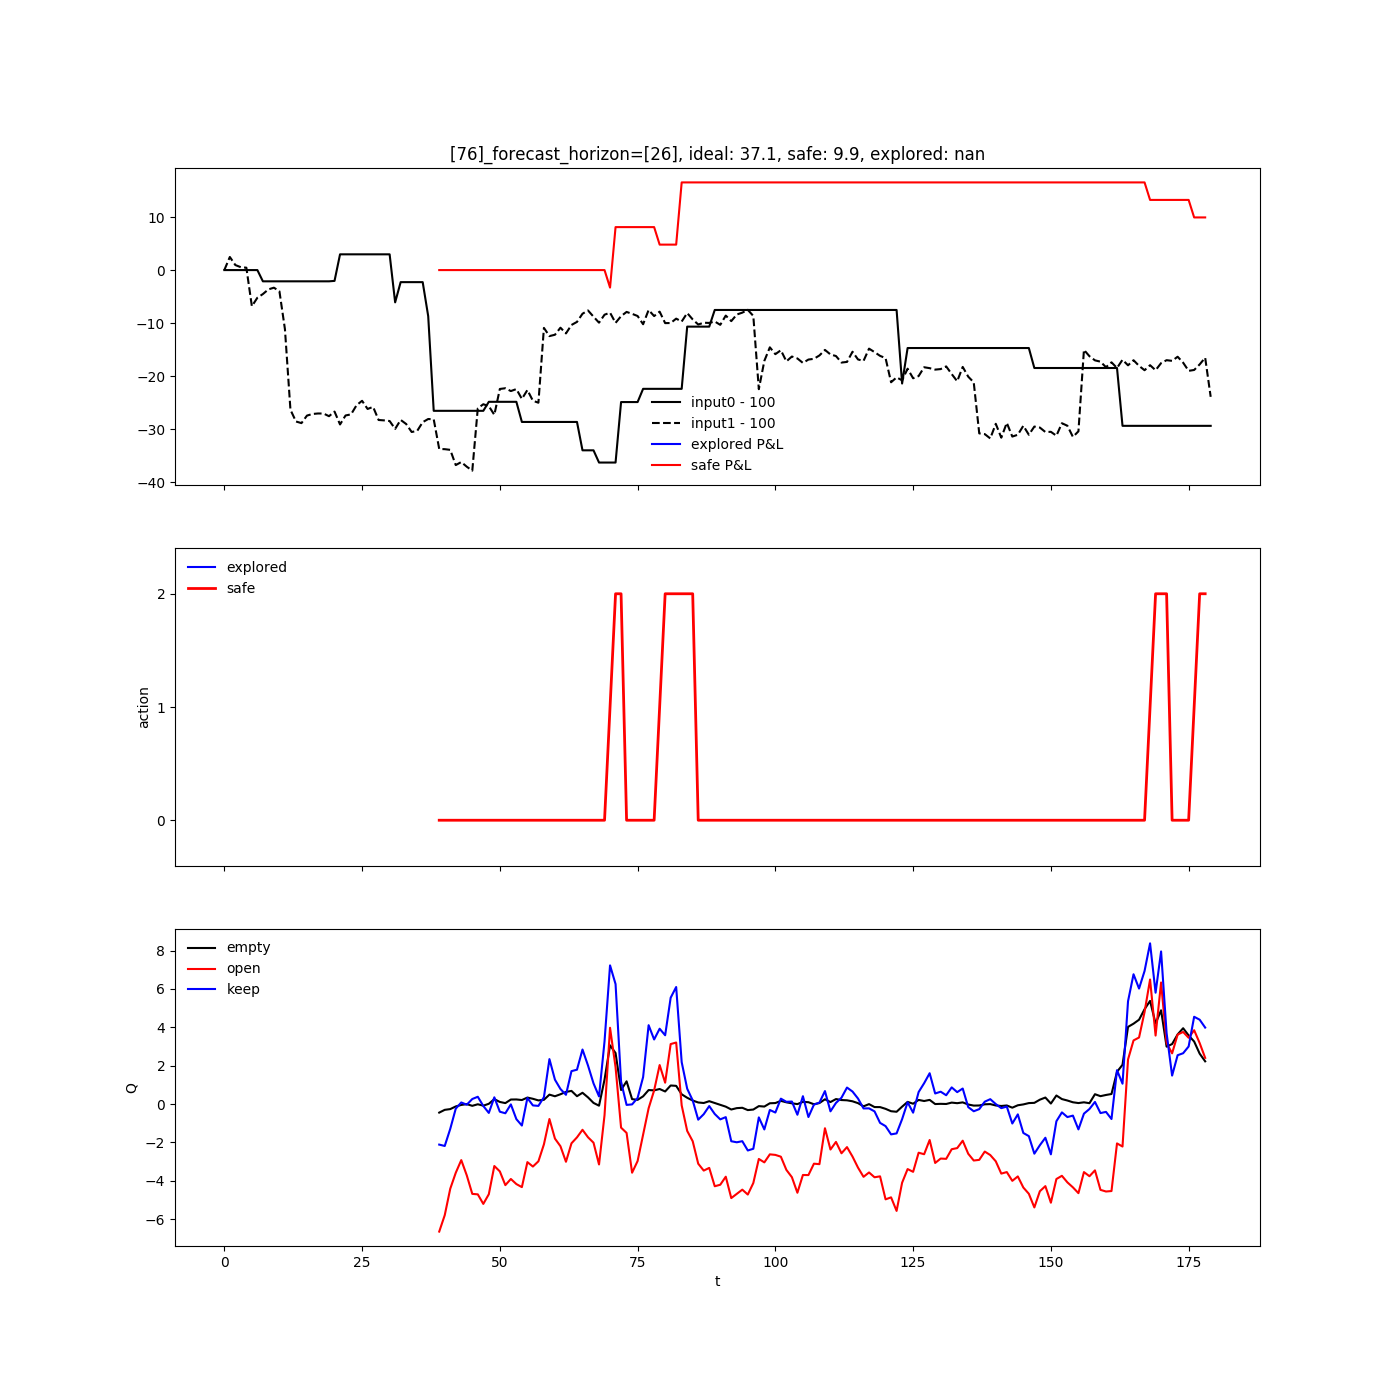 [76]_forecast_horizon=[26], ideal: 37.1, safe: 9.9, explored: nan
10
0
−10
−20
−30
−40
input0 - 100
input1 - 100
explored P&L
safe P&L
explored
safe
2
1
0
action
empty
open
keep
8
6
4
2
0
−2
−4
−6
Q
0
25
50
75
100
125
150
175
t